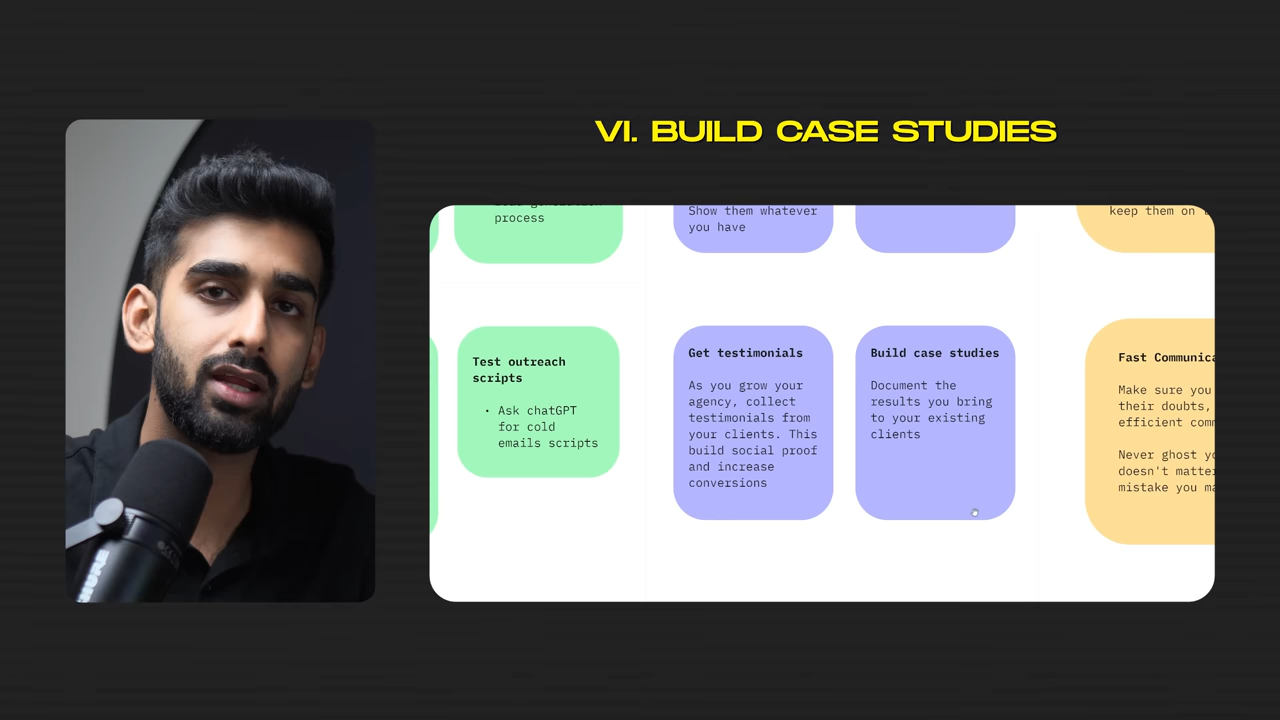 VI. BUILD CASE STUDIES
process
Show them whatever
you have
keep them on
Test outreach
scripts
• Ask chatGPT
for cold
emails scripts
Get testimonials
As you grow your
agency, collect
testimonials from
your clients. This
build social proof
and increase
conversions
Build case studies
Document the
results you bring
to your existing
clients
Fast Communica
Make sure you
their doubts,
efficient comm
Never ghost yo
doesn't matter
mistake you ma